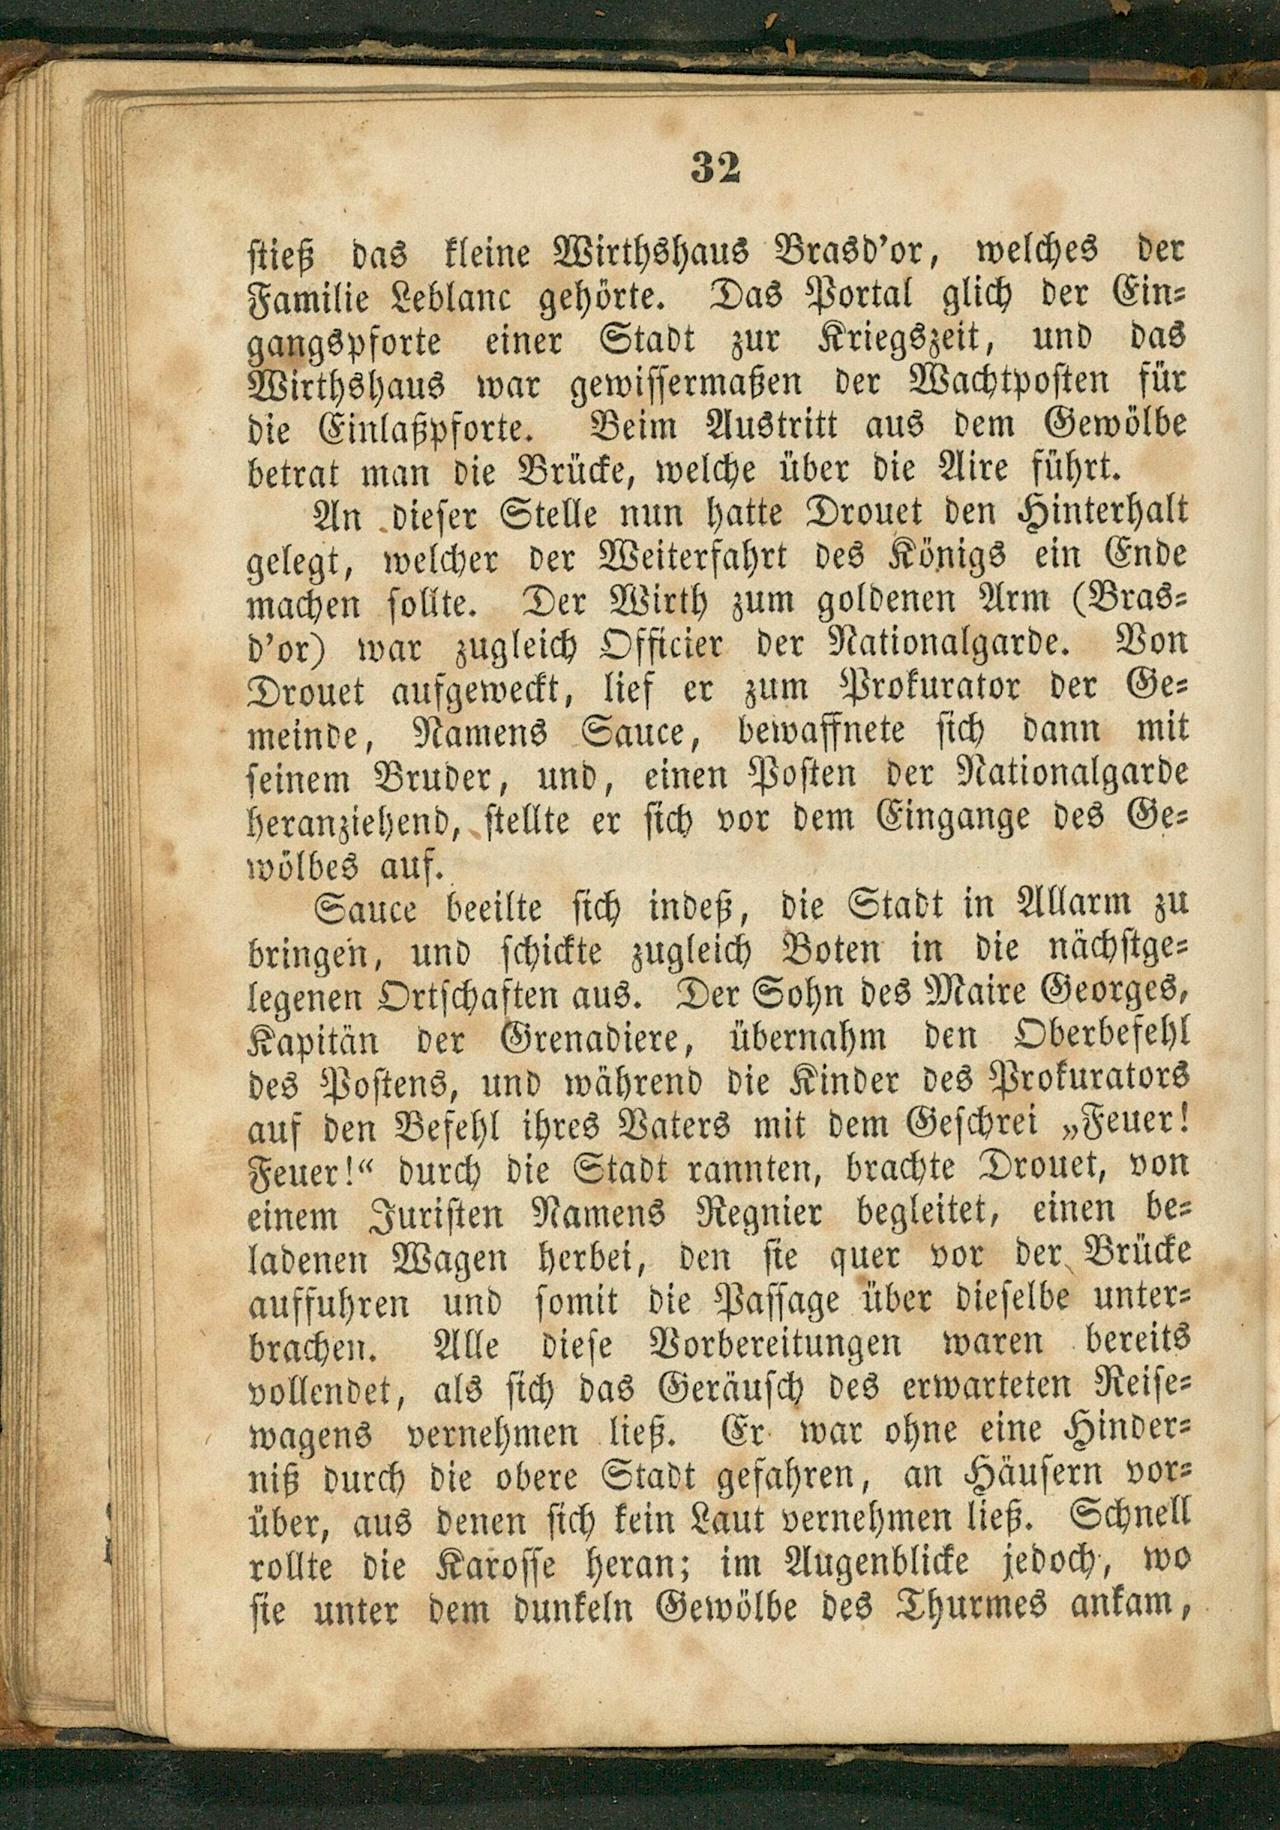 32
stieß das kleine Wirthshaus Brasd'or, welches der
Familie Leblanc gehörte. Das Portal glich der Ein=
gangspforte einer Stadt zur Kriegszeit, und das
Wirthshaus war gewissermaßen der Wachtposten für
die Einlaßpforte. Beim Austritt aus dem Gewölbe
betrat man die Brücke, welche über die Aire führt.
An dieser Stelle nun hatte Drouet den Hinterhalt
gelegt, welcher der Weiterfahrt des Königs ein Ende
machen sollte. Der Wirth zum goldenen Arm (Bras=
d'or) war zugleich Officier der Nationalgarde. Von
Drouet aufgeweckt, lief er zum Prokurator der Ge=
meinde, Namens Sauce, bewaffnete sich dann mit
seinem Bruder, und, einen Posten der Nationalgarde
heranziehend, stellte er sich vor dem Eingange des Ge=
wölbes auf.
Sauce beeilte sich indeß, die Stadt in Allarm zu
bringen, und schickte zugleich Boten in die nächstge=
legenen Ortschaften aus. Der Sohn des Maire Georges,
Kapitän der Grenadiere, übernahm den Oberbefehl
des Postens, und während die Kinder des Prokurators
auf den Befehl ihres Vaters mit dem Geschrei „Feuer!
Feuer!“ durch die Stadt rannten, brachte Drouet, von
einem Juristen Namens Regnier begleitet, einen be=
ladenen Wagen herbei, den sie quer vor der Brücke
auffuhren und somit die Passage über dieselbe unter=
brachen. Alle diese Vorbereitungen waren bereits
vollendet, als sich das Geräusch des erwarteten Reise=
wagens vernehmen ließ. Er war ohne eine Hinder=
niß durch die obere Stadt gefahren, an Häusern vor=
über, aus denen sich kein Laut vernehmen ließ. Schnell
rollte die Karosse heran; im Augenblicke jedoch, wo
sie unter dem dunkeln Gewölbe des Thurmes ankam,